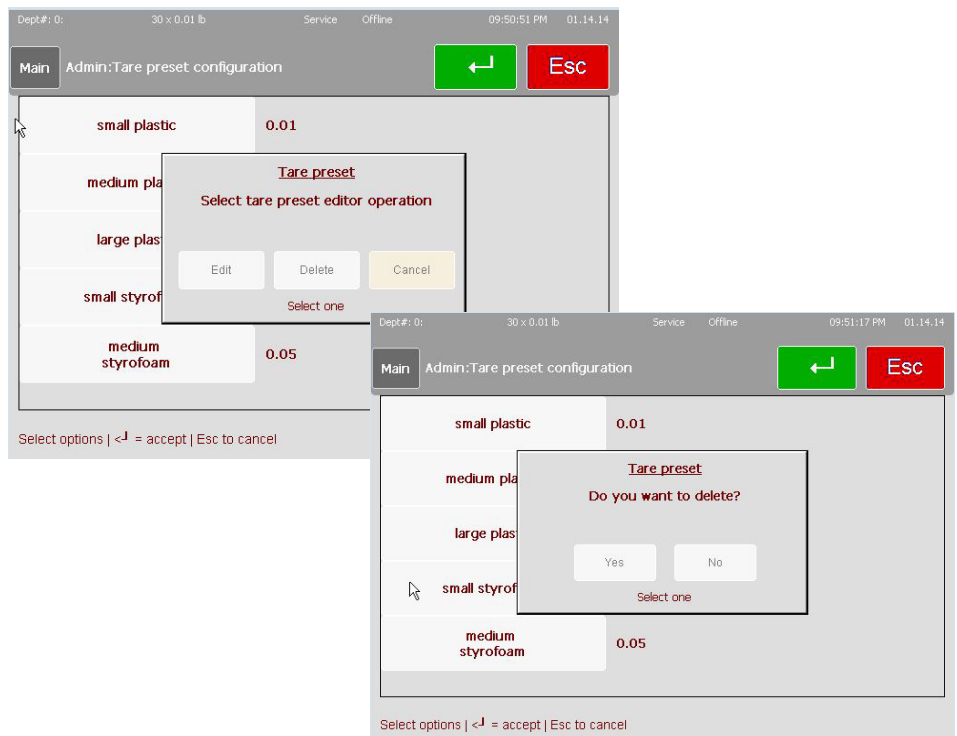 Dept#: 0: 30 x 0.01 lb Service Offline 09:50:51 PM 01.14.14
Main Admin:Tare preset configuration Esc
small plastic 0.01
medium pla
large plas
small styrof
medium
styrofoam 0.05
Tare preset
Select tare preset editor operation
Edit Delete Cancel
Select one
Select options | <┘ = accept | Esc to cancel
Dept#: 0: 30 x 0.01 lb Service Offline 09:51:17 PM 01.14.14
Main Admin:Tare preset configuration Esc
small plastic 0.01
medium pla
large plas
small styrof
medium
styrofoam 0.05
Tare preset
Do you want to delete?
Yes No
Select one
Select options | <┘ = accept | Esc to cancel